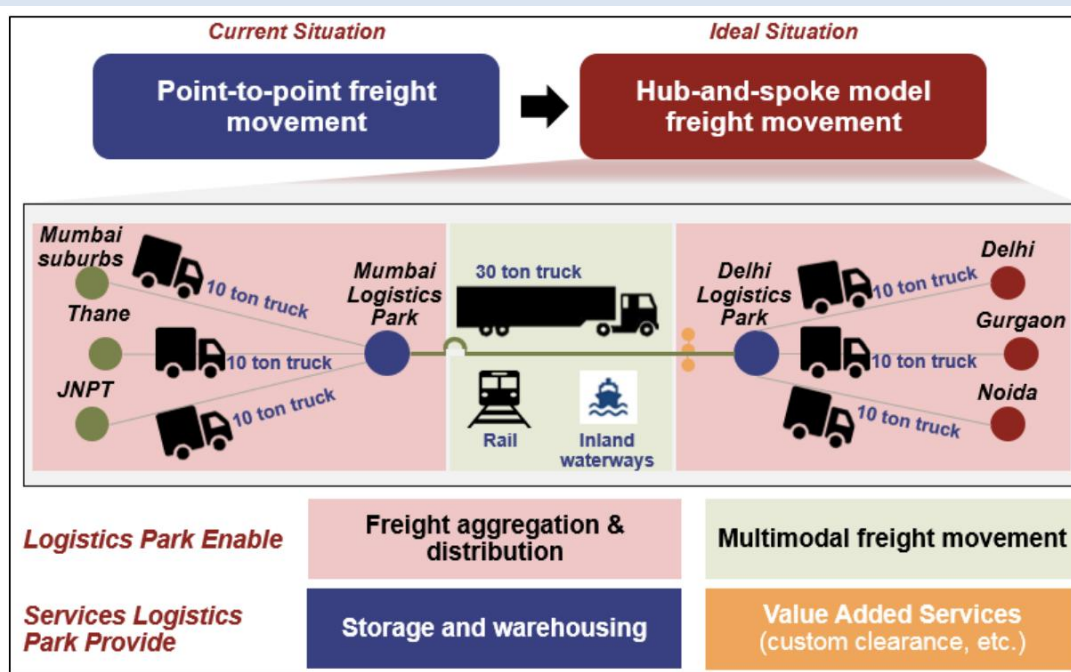 Current Situation
Ideal Situation
Point-to-point freight
movement
Hub-and-spoke model
freight movement
Mumbai
suburbs
Thane
JNPT
10 ton truck
10 ton truck
10 ton truck
Mumbai
Logistics
Park
30 ton truck
Rail
Inland
waterways
Delhi
Logistics
Park
10 ton truck
10 ton truck
10 ton truck
Delhi
Gurgaon
Noida
Logistics Park Enable
Freight aggregation &
distribution
Multimodal freight movement
Services Logistics
Park Provide
Storage and warehousing
Value Added Services
(custom clearance, etc.)